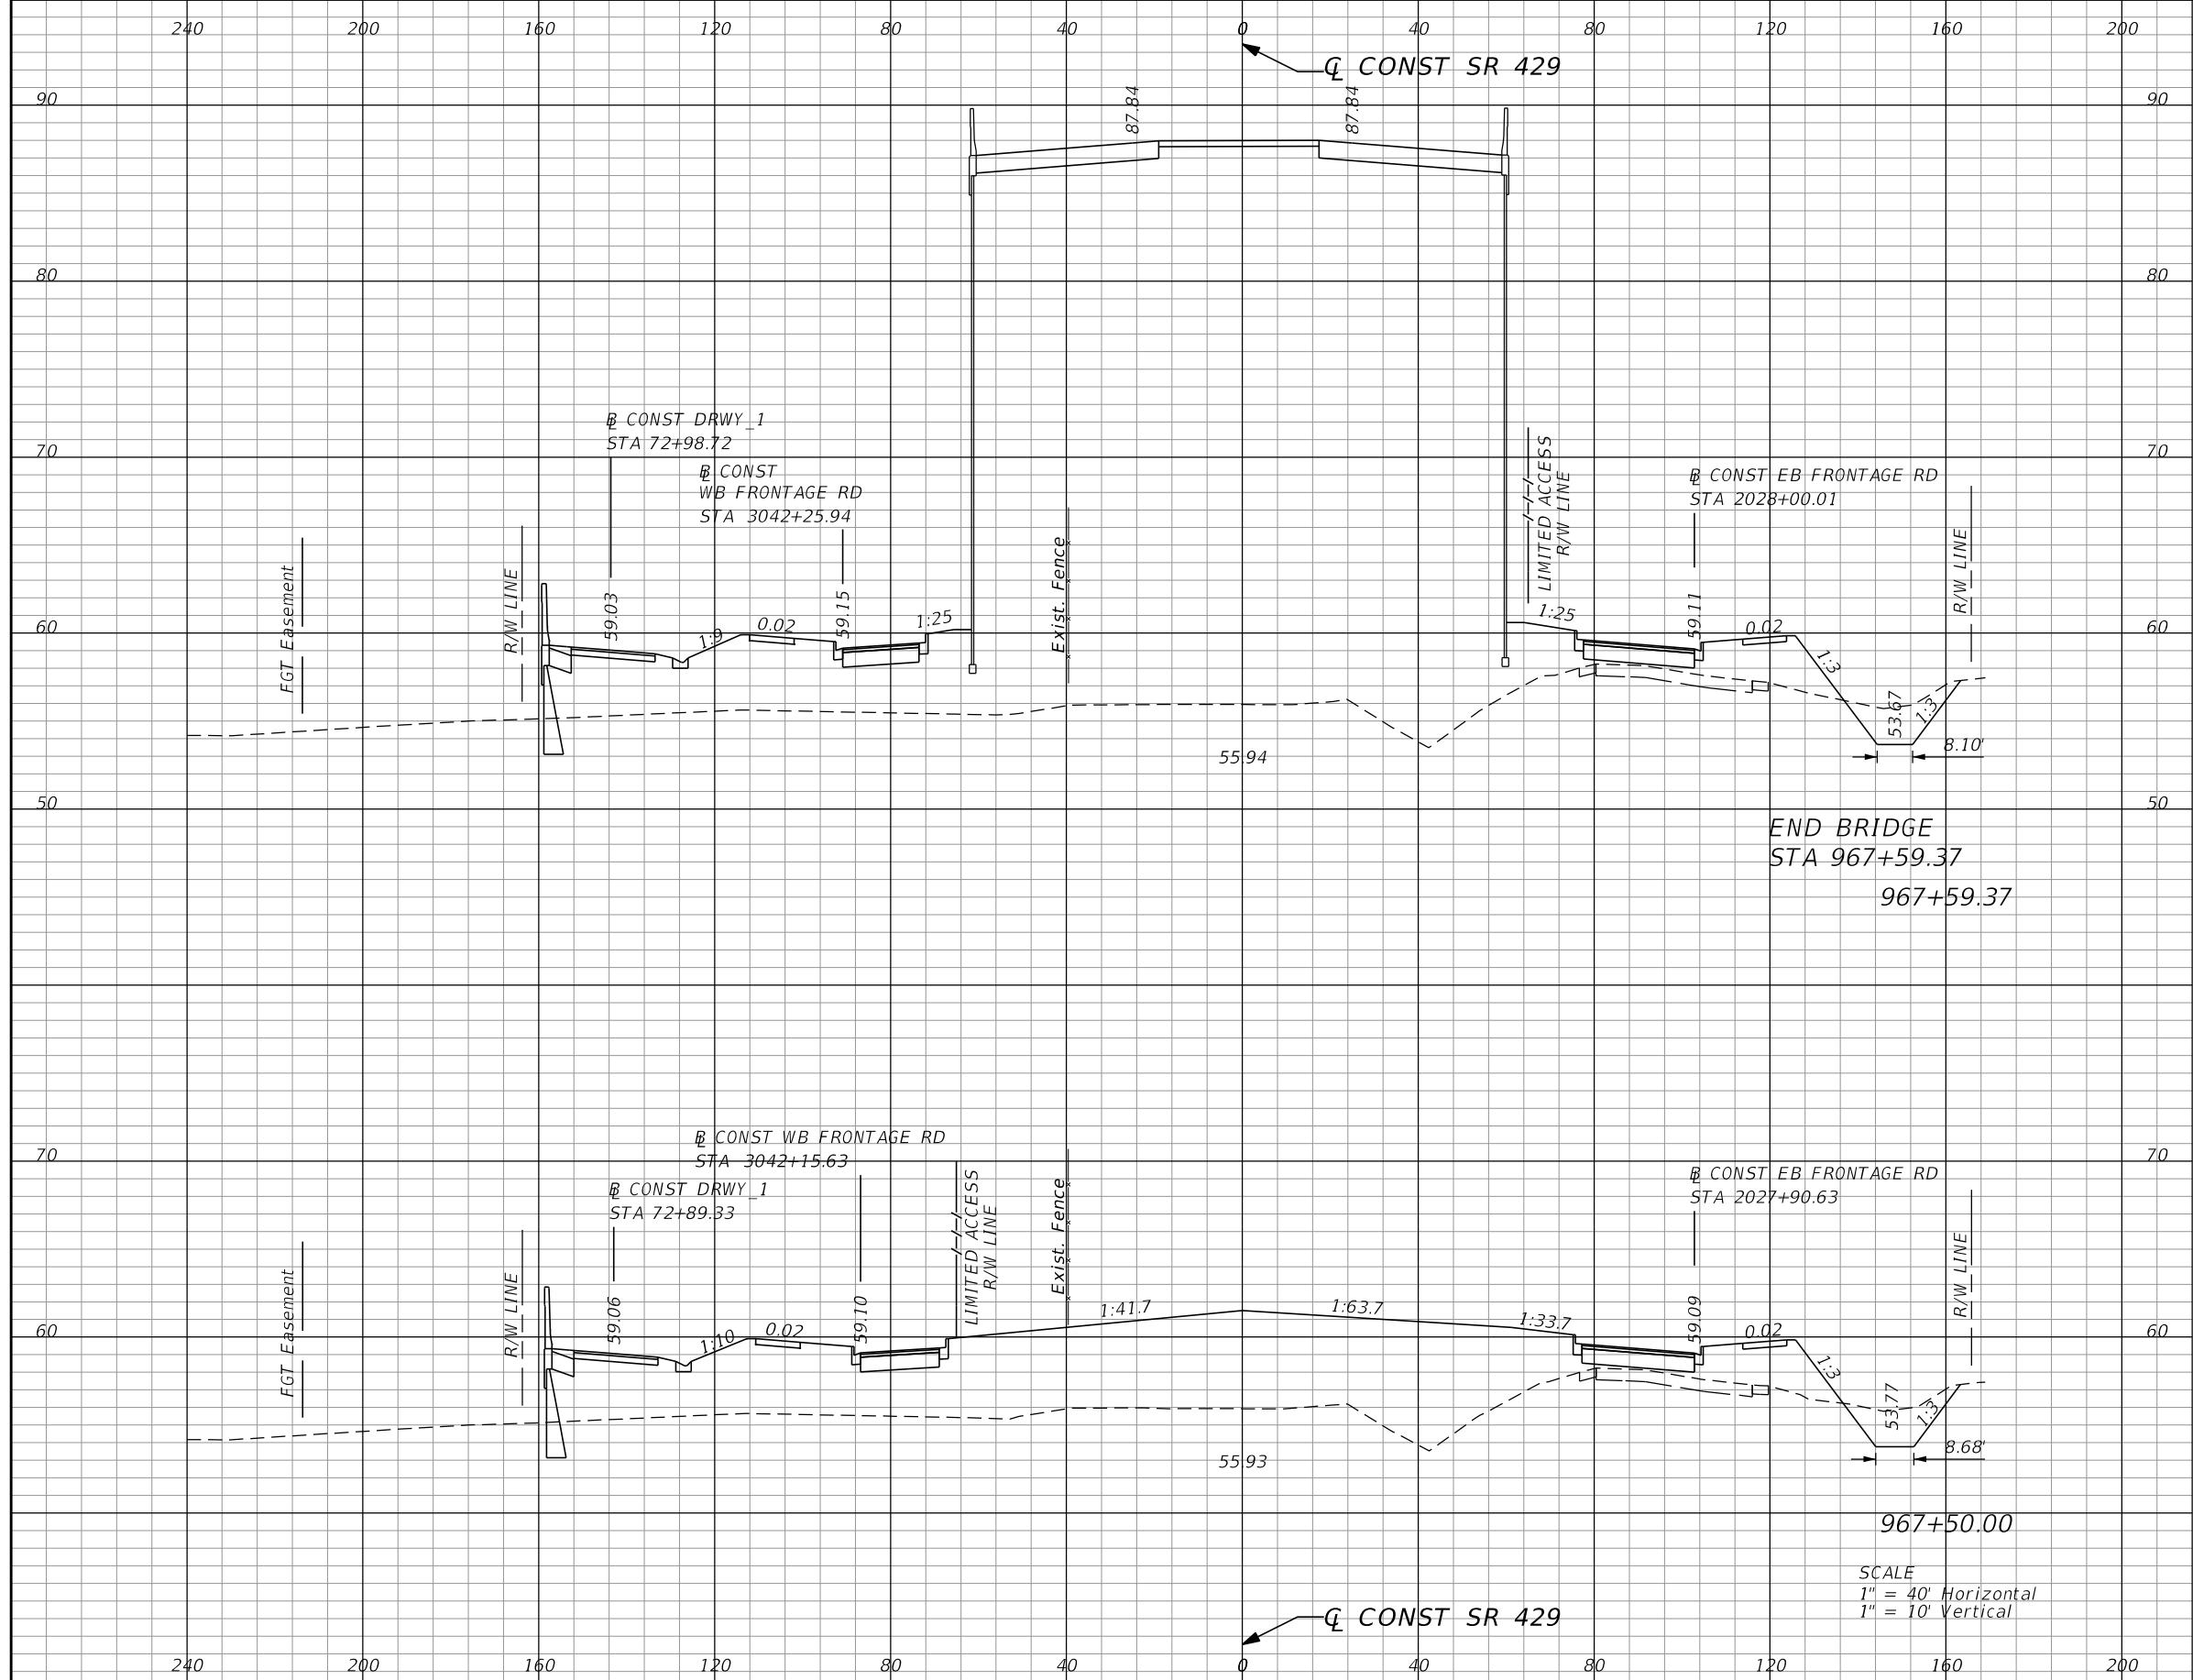 240 200 160 120 80 40 0 40 80 120 160 200
℄ CONST SR 429
87.84 87.84
90 90
80 80
70 70
℄ CONST DRWY_1
STA 72+98.72
℄ CONST
WB FRONTAGE RD
STA 3042+25.94
LIMITED ACCESS
R/W LINE
℄ CONST EB FRONTAGE RD
STA 2028+00.01
FGT Easement
R/W LINE
59.03
1:9
0.02
59.15
1:25
Exist. Fence
1:25
59.11
0.02
1:3
53.67
1:3
R/W LINE
60 60
8.10'
55.94
50 50
END BRIDGE
STA 967+59.37
967+59.37
70 70
℄ CONST WB FRONTAGE RD
STA 3042+15.63
℄ CONST DRWY_1
STA 72+89.33
℄ CONST EB FRONTAGE RD
STA 2027+90.63
FGT Easement
R/W LINE
59.06
1:10
0.02
59.10
LIMITED ACCESS
R/W LINE
Exist. Fence
1:41.7
1:63.7
1:33.7
59.09
0.02
1:3
53.77
1:3
R/W LINE
60 60
8.68'
55.93
967+50.00
SCALE
1" = 40' Horizontal
1" = 10' Vertical
℄ CONST SR 429
240 200 160 120 80 40 0 40 80 120 160 200